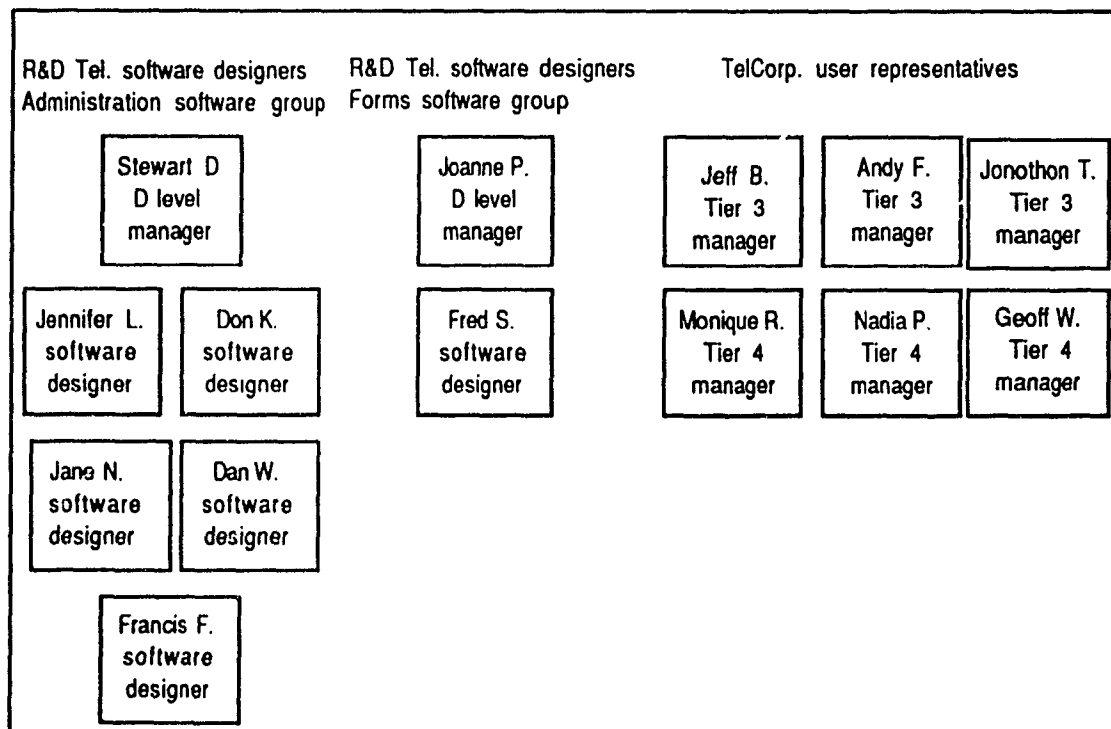 R&D Tel. software designers
Administration software group
R&D Tel. software designers
Forms software group
TelCorp. user representatives
Stewart D
D level
manager
Joanne P.
D level
manager
Jeff B.
Tier 3
manager
Andy F.
Tier 3
manager
Jonothon T.
Tier 3
manager
Jennifer L.
software
designer
Don K.
software
designer
Fred S.
software
designer
Monique R.
Tier 4
manager
Nadia P.
Tier 4
manager
Geoff W.
Tier 4
manager
Jane N.
software
designer
Dan W.
software
designer
Francis F.
software
designer